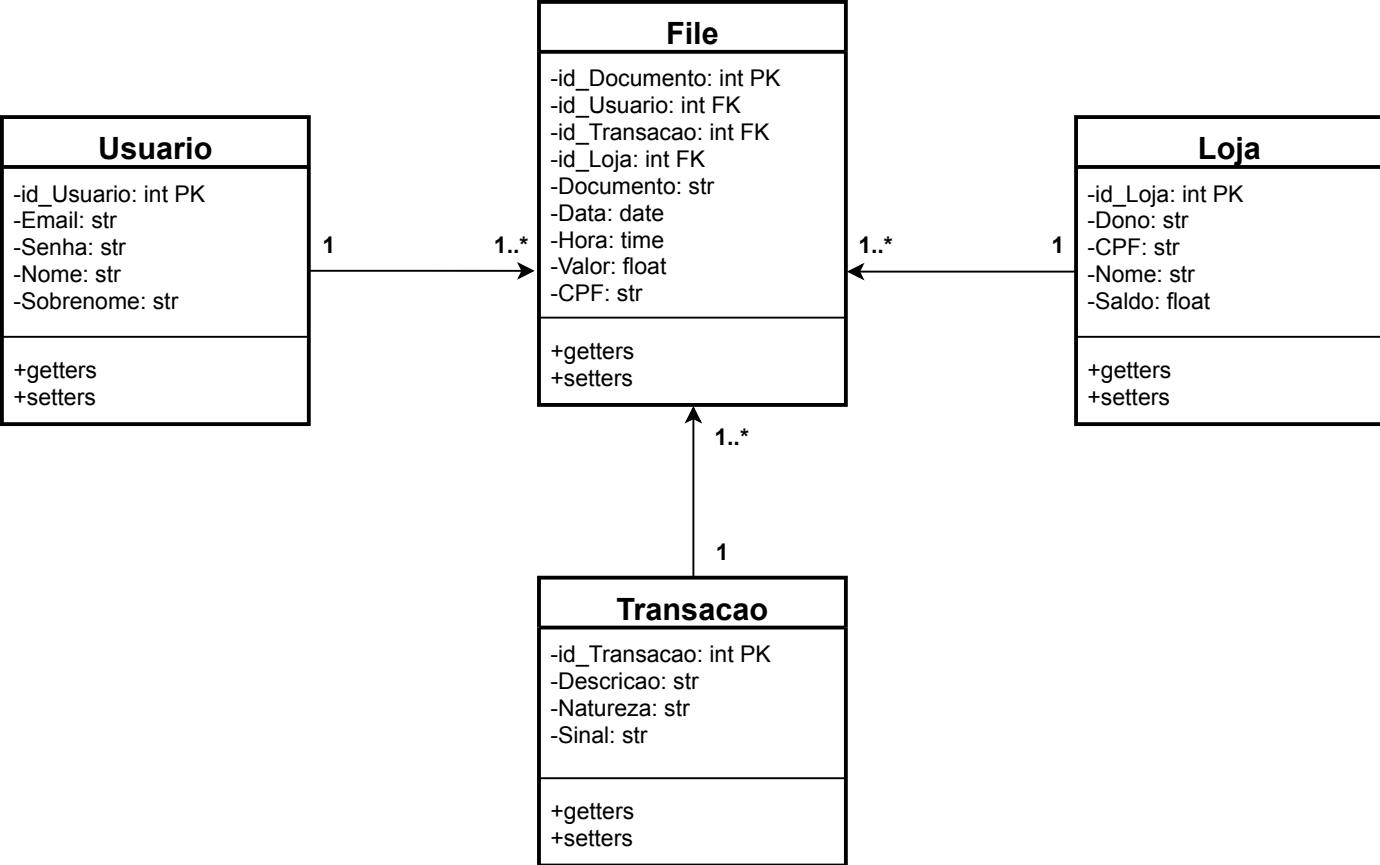 File
-id_Documento: int PK
-id_Usuario: int FK
-id_Transacao: int FK
-id_Loja: int FK
-Documento: str
-Data: date
-Hora: time
-Valor: float
-CPF: str
+getters
+setters
Usuario
-id_Usuario: int PK
-Email: str
-Senha: str
-Nome: str
-Sobrenome: str
+getters
+setters
1
1..*
Loja
-id_Loja: int PK
-Dono: str
-CPF: str
-Nome: str
-Saldo: float
+getters
+setters
1..*
1
1..*
1
Transacao
-id_Transacao: int PK
-Descricao: str
-Natureza: str
-Sinal: str
+getters
+setters